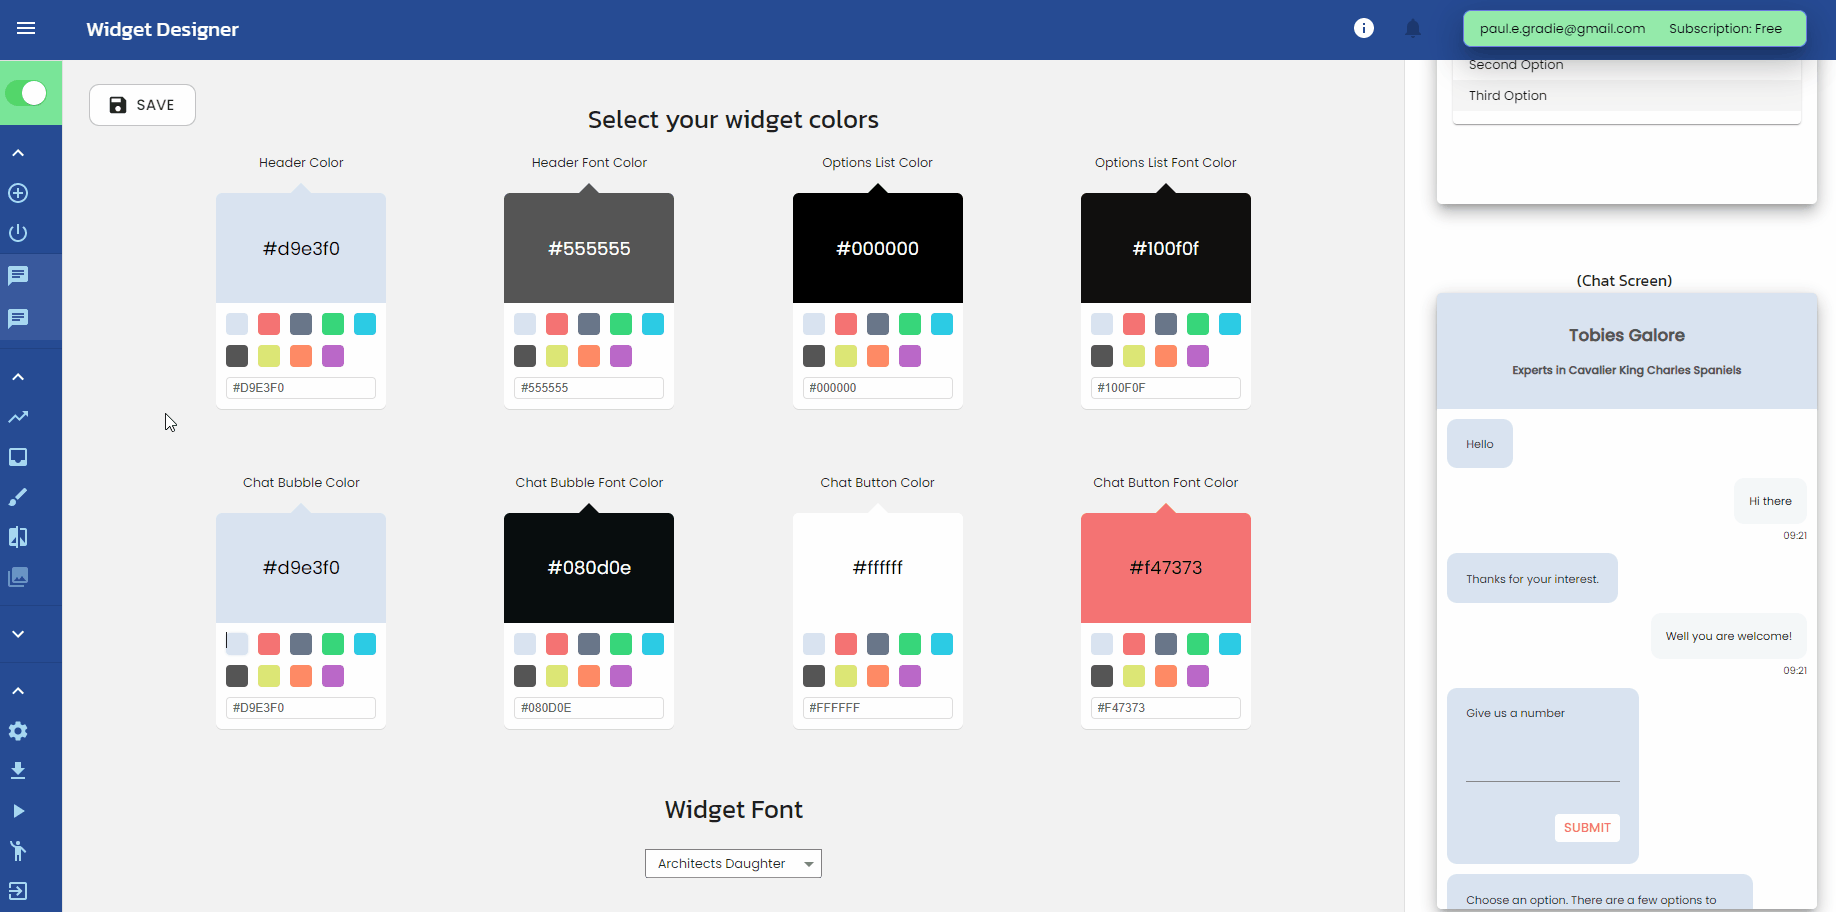 Widget Designer
paul.e.gradie@gmail.com Subscription: Free
SAVE
Select your widget colors
Header Color
Header Font Color
Options List Color
Options List Font Color
#d9e3f0
#555555
#000000
#100f0f
#D9E3F0
#555555
#000000
#100F0F
Chat Bubble Color
Chat Bubble Font Color
Chat Button Color
Chat Button Font Color
#d9e3f0
#080d0e
#ffffff
#f47373
#D9E3F0
#080D0E
#FFFFFF
#F47373
Widget Font
Architects Daughter
Second Option
Third Option
(Chat Screen)
Tobies Galore
Experts in Cavalier King Charles Spaniels
Hello
Hi there
09:21
Thanks for your interest.
Well you are welcome!
09:21
Give us a number
SUBMIT
Choose an option. There are a few options to